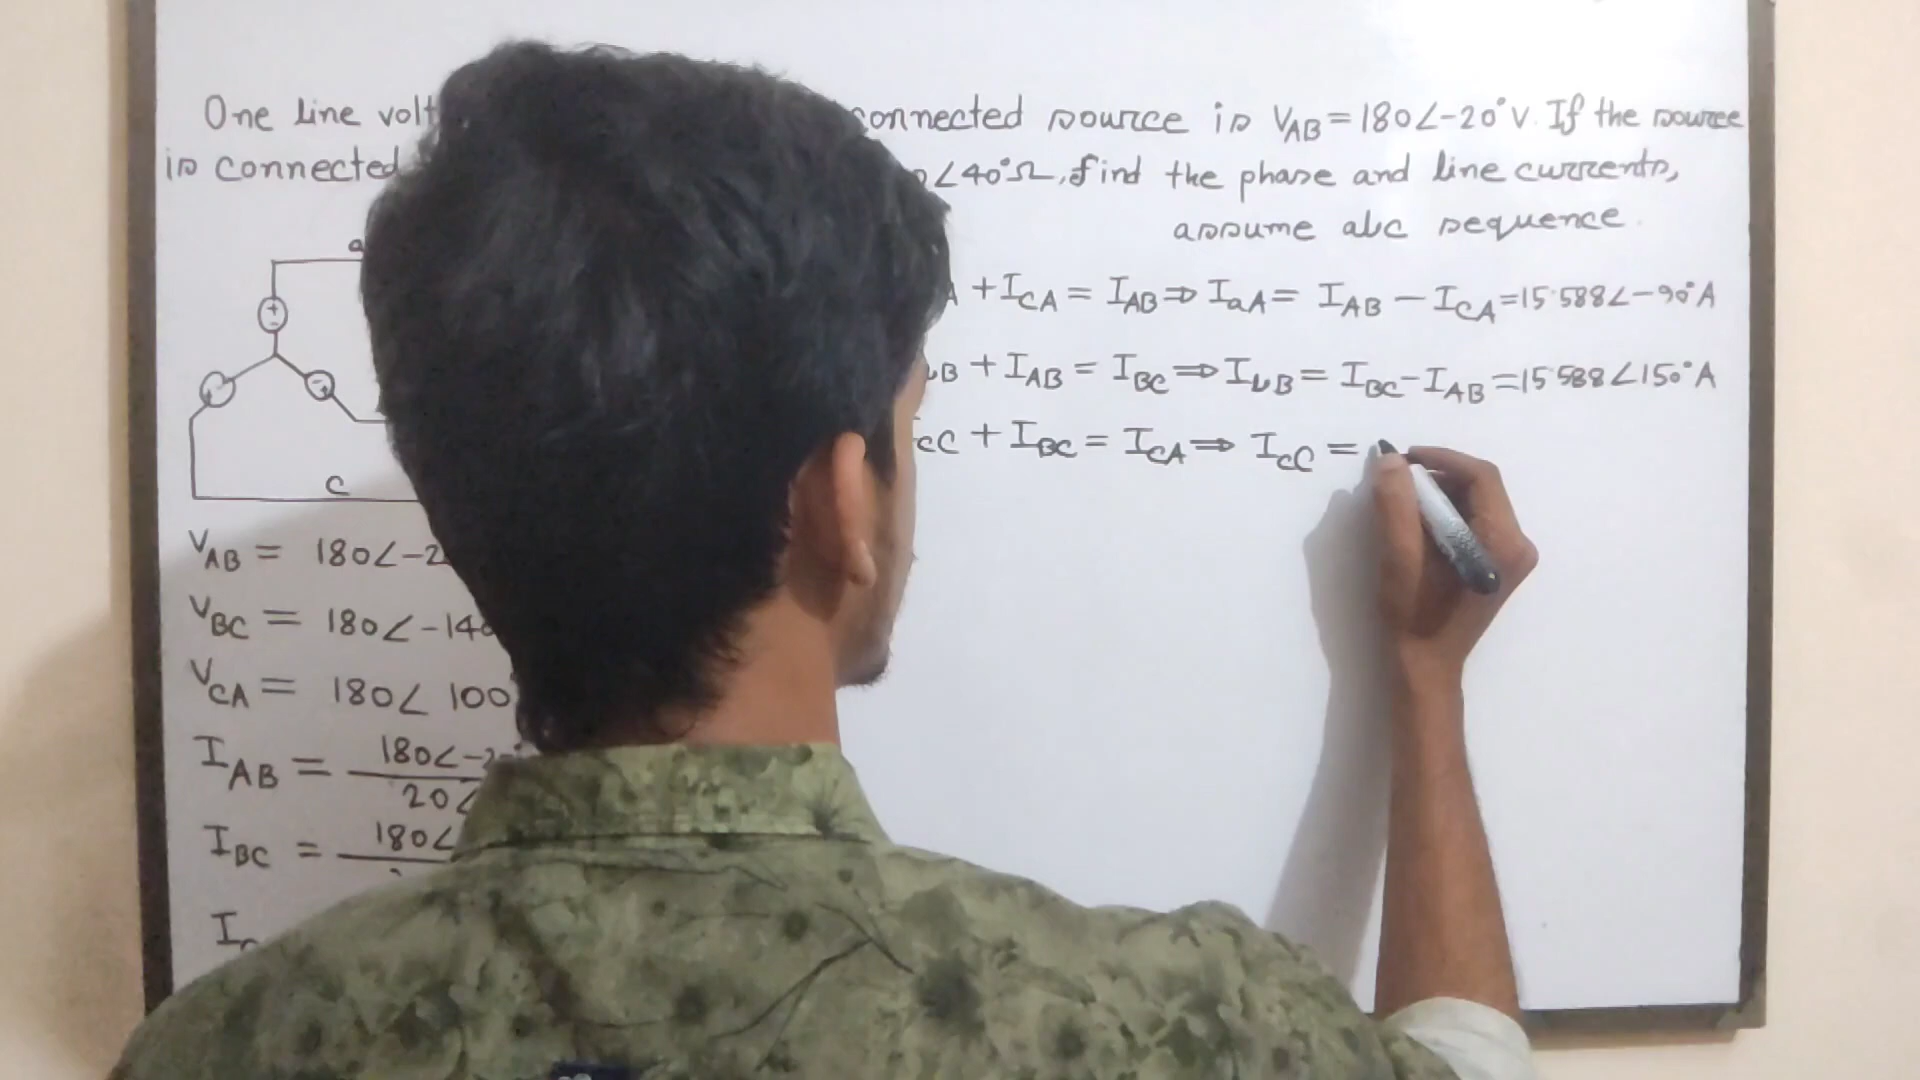 One line connected source is V_AB = 180∠-20° V. If the source
is connected ∠40°Ω, find the phase and line currents,
assume abc sequence.
+ I_CA = I_AB ⇒ I_aA = I_AB - I_CA = 15.588∠-90° A
+ I_AB = I_BC ⇒ I_bB = I_BC - I_AB = 15.588∠150° A
+ I_BC = I_CA ⇒ I_cC =
a
C
V_AB = 180∠-2
V_BC = 180∠-140
V_CA = 180∠100
I_AB = 180∠-2
20∠
I_BC = 180∠